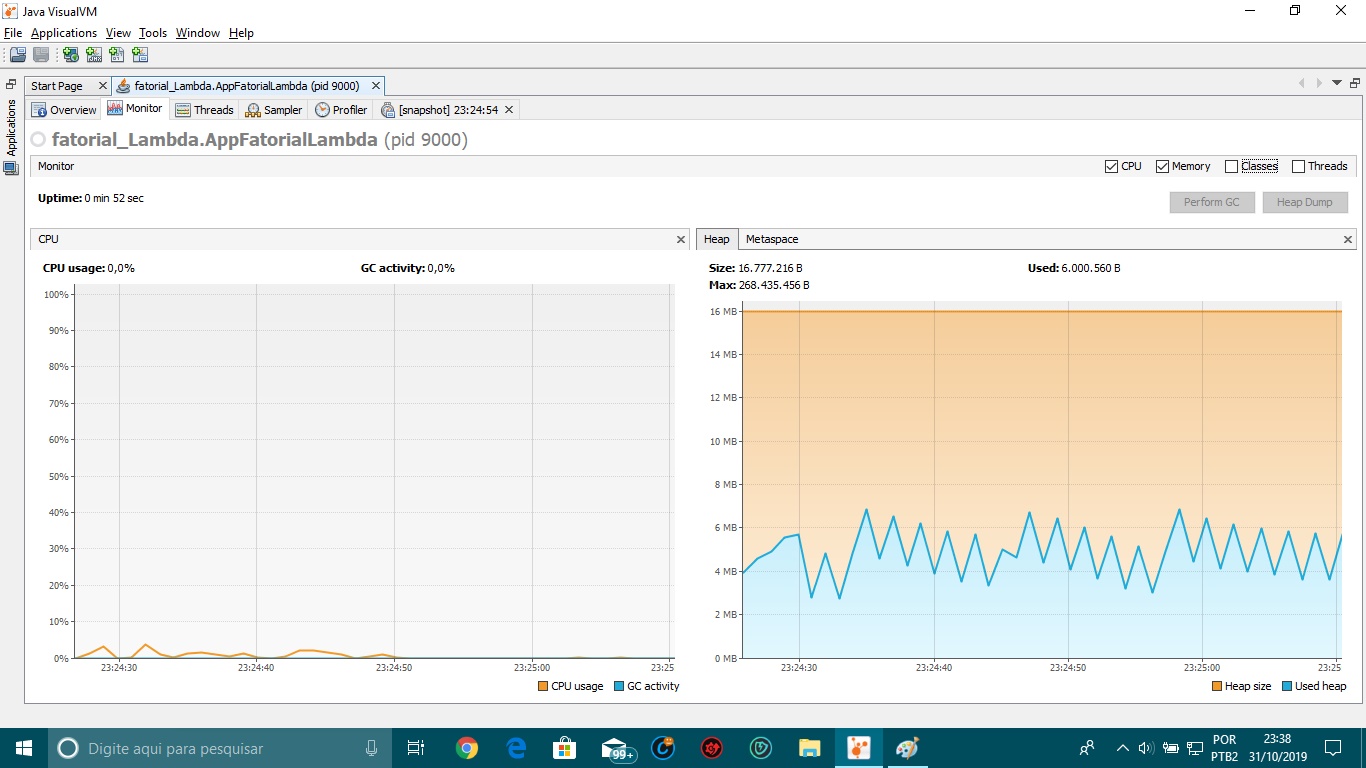 Java VisualVM
File Applications View Tools Window Help
Applications
Start Page
fatorial_Lambda.AppFatorialLambda (pid 9000)
Overview
Monitor
Threads
Sampler
Profiler
[snapshot] 23:24:54
fatorial_Lambda.AppFatorialLambda (pid 9000)
Monitor
CPU
Memory
Classes
Threads
Uptime: 0 min 52 sec
Perform GC
Heap Dump
CPU
CPU usage: 0,0%
GC activity: 0,0%
100%
90%
80%
70%
60%
50%
40%
30%
20%
10%
0%
23:24:30
23:24:40
23:24:50
23:25:00
23:25
CPU usage
GC activity
Heap
Metaspace
Size: 16.777.216 B
Used: 6.000.560 B
Max: 268.435.456 B
16 MB
14 MB
12 MB
10 MB
8 MB
6 MB
4 MB
2 MB
0 MB
23:24:30
23:24:40
23:24:50
23:25:00
23:25
Heap size
Used heap
Digite aqui para pesquisar
99+
POR
PTB2
23:38
31/10/2019